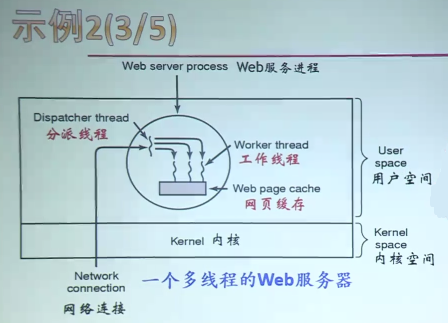 示例2(3/5)
Web server process Web服务进程
Dispatcher thread
分派线程
Worker thread
工作线程
Web page cache
网页缓存
User
space
用户空间
Kernel 内核
Kernel
space
内核空间
Network
connection
网络连接
一个多线程的Web服务器